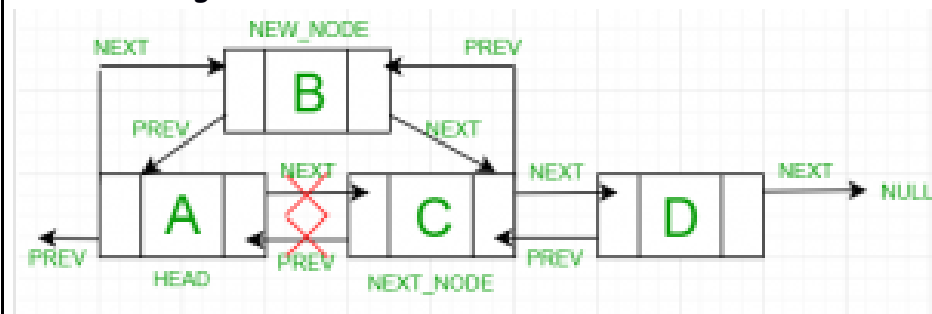 NEW_NODE
NEXT
PREV
B
PREV
NEXT
NEXT
NEXT
NEXT
A
C
D
NULL
PREV
PREV
PREV
HEAD
NEXT_NODE